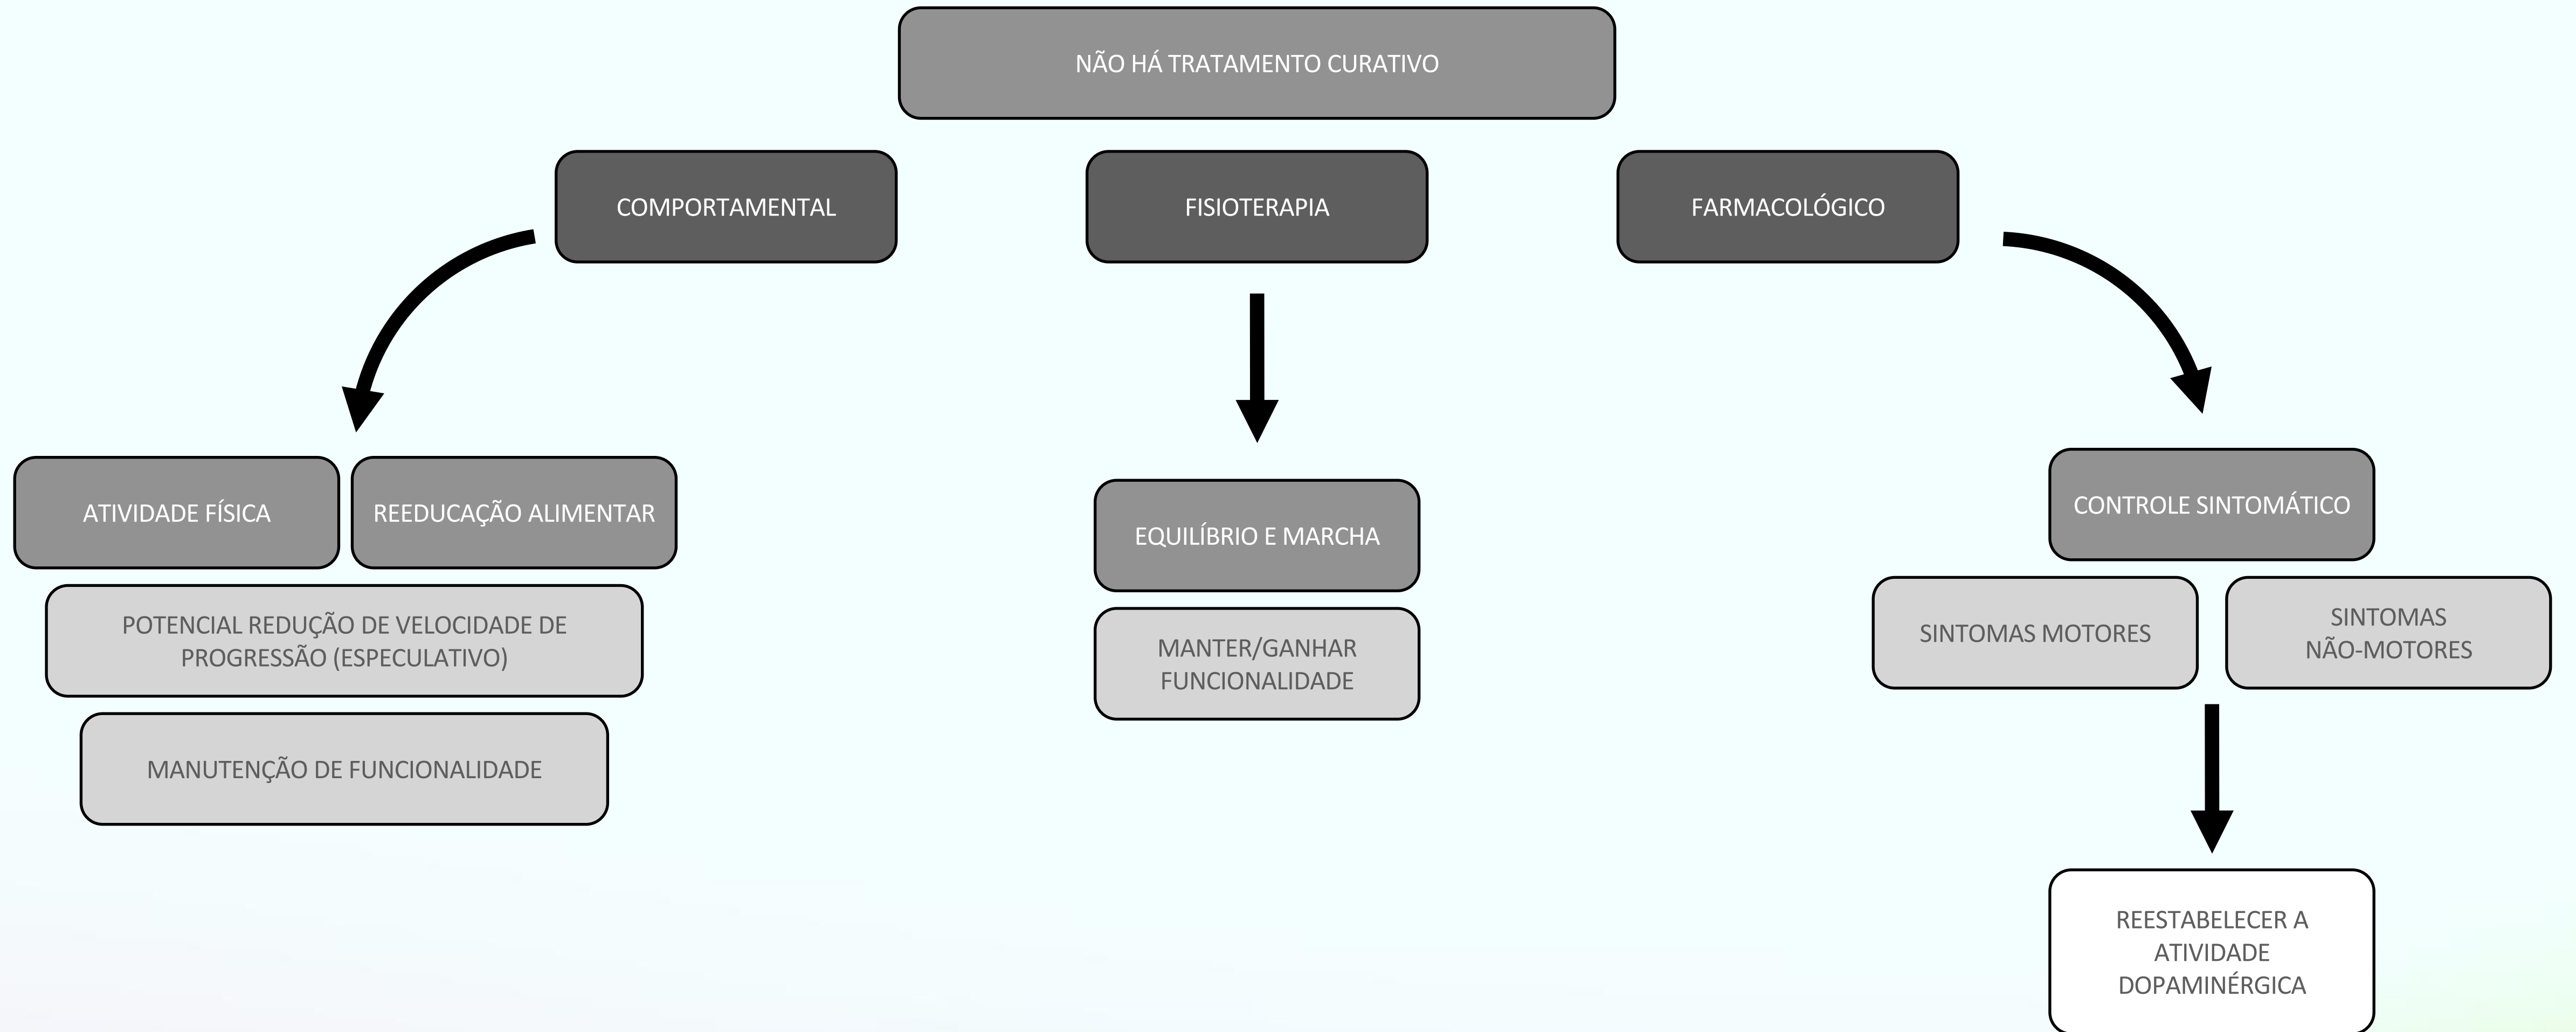 NÃO HÁ TRATAMENTO CURATIVO
COMPORTAMENTAL
FISIOTERAPIA
FARMACOLÓGICO
ATIVIDADE FÍSICA
REEDUCAÇÃO ALIMENTAR
POTENCIAL REDUÇÃO DE VELOCIDADE DE
PROGRESSÃO (ESPECULATIVO)
MANUTENÇÃO DE FUNCIONALIDADE
EQUILÍBRIO E MARCHA
MANTER/GANHAR
FUNCIONALIDADE
CONTROLE SINTOMÁTICO
SINTOMAS MOTORES
SINTOMAS
NÃO-MOTORES
REESTABELECER A
ATIVIDADE
DOPAMINÉRGICA